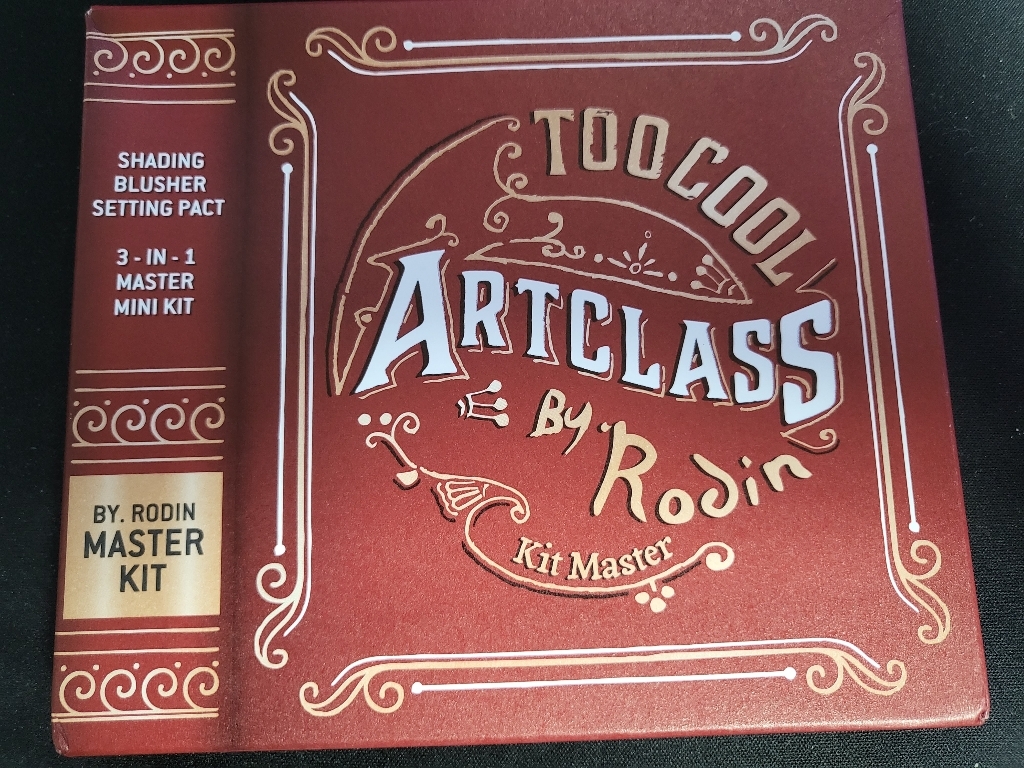 SHADING
BLUSHER
SETTING PACT
3 - IN - 1
MASTER
MINI KIT
BY. RODIN
MASTER
KIT
TOO COOL
ARTCLASS
By. Rodin
Kit Master